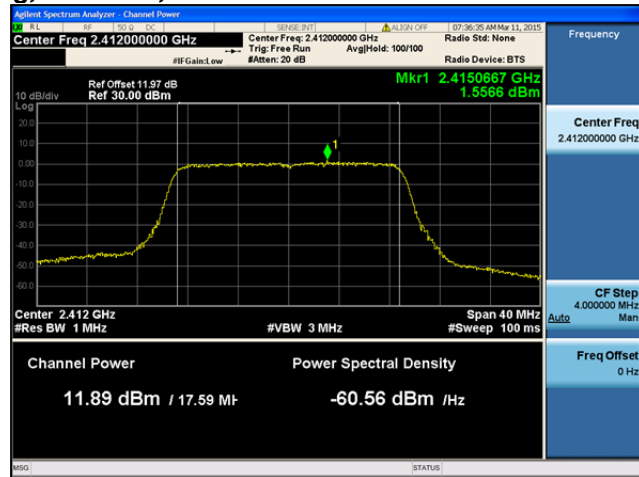 Agilent Spectrum Analyzer - Channel Power
RL RF 50 Ω DC SENSE:INT ALIGN OFF 07:36:35 AM Mar 11, 2015
Center Freq 2.412000000 GHz
Center Freq: 2.412000000 GHz
Radio Std: None
Trig: Free Run Avg|Hold: 100/100
#IFGain:Low #Atten: 20 dB Radio Device: BTS
Ref Offset 11.97 dB
10 dB/div Ref 30.00 dBm
Mkr1 2.4150667 GHz
1.5566 dBm
Log
20.0
10.0
1
0.00
-10.0
-20.0
-30.0
-40.0
-50.0
-60.0
Center 2.412 GHz Span 40 MHz
#Res BW 1 MHz #VBW 3 MHz #Sweep 100 ms
Channel Power Power Spectral Density
11.89 dBm / 17.59 MH -60.56 dBm /Hz
MSG STATUS
Frequency
Center Freq
2.412000000 GHz
CF Step
4.000000 MHz
Auto Man
Freq Offset
0 Hz